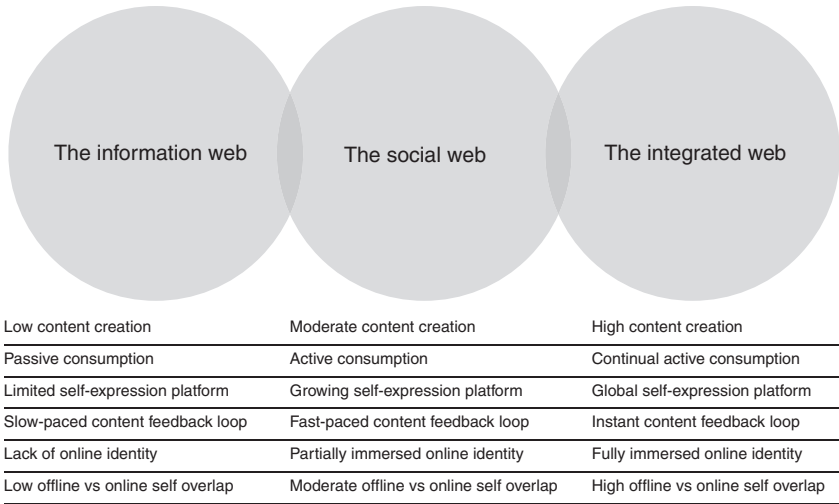 The information web
The social web
The integrated web
Low content creation Moderate content creation High content creation
Passive consumption Active consumption Continual active consumption
Limited self-expression platform Growing self-expression platform Global self-expression platform
Slow-paced content feedback loop Fast-paced content feedback loop Instant content feedback loop
Lack of online identity Partially immersed online identity Fully immersed online identity
Low offline vs online self overlap Moderate offline vs online self overlap High offline vs online self overlap